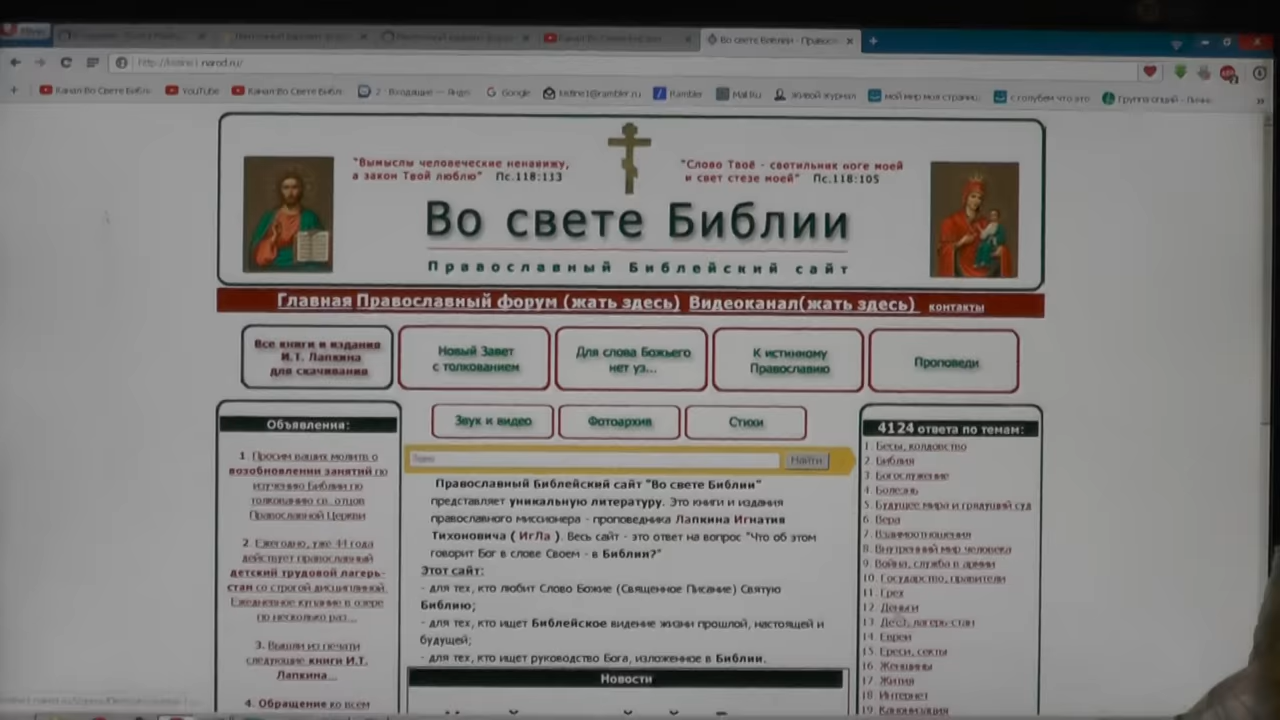 Во свете Библии - Правосл
narod.ru/
Канал Во Свете Библи
YouTube
Канал Во Свете Библ
Google
Rambler
Mail.Ru
живой журнал
"Вымыслы человеческие ненавижу,
а закон Твой люблю" Пс.118:113
"Слово Твоё - светильник ноге моей
и свет стезе моей" Пс.118:105
Во свете Библии
Православный Библейский сайт
Главная Православный форум (жать здесь) Видеоканал(жать здесь) контакты
Все книги и издания
И.Т. Лапкина
для скачивания
Новый Завет
с толкованием
Для слова Божьего
нет уз...
К истинному
Православию
Проповеди
Звук и видео
Фотоархив
Стихи
Найти
Объявления:
1. Просим ваших молитв о
возобновлении занятий по
изучению Библии по
толкованию св. отцов
Православной Церкви
2. Ежегодно, уже 44 года
действует православный
детский трудовой лагерь-
стан со строгой дисциплиной.
Ежедневное купание в озере
по несколько раз...
3. Вышли из печати
следующие книги И.Т.
Лапкина...
4. Обращение ко всем
Православный Библейский сайт "Во свете Библии"
представляет уникальную литературу. Это книги и издания
православного миссионера - проповедника Лапкина Игнатия
Тихоновича ( ИгЛа ). Весь сайт - это ответ на вопрос "Что об этом
говорит Бог в слове Своем - в Библии?"
Этот сайт:
- для тех, кто любит Слово Божие (Священное Писание) Святую
Библию;
- для тех, кто ищет Библейское видение жизни прошлой, настоящей и
будущей;
- для тех, кто ищет руководство Бога, изложенное в Библии.
Новости
4124 ответа по темам:
1. Бесы, колдовство
2. Библия
3. Богослужение
4. Болезнь
5. Будущее мира и грядущий суд
6. Вера
7. Взаимоотношения
8. Внутренний мир человека
9. Война, служба в армии
10. Государство, правители
11. Грех
12. Деньги
13. Дети, лагерь-стан
14. Евреи
15. Ереси, секты
16. Женщины
17. Жития
18. Интернет
19. Канонизация